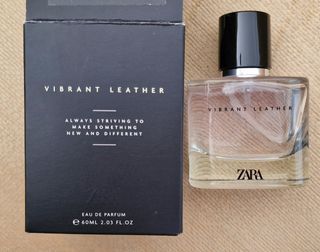 VIBRANT LEATHER
ALWAYS STRIVING TO
MAKE SOMETHING
NEW AND DIFFERENT
EAU DE PARFUM
℮ 60ML 2.03 FL.OZ
VIBRANT LEATHER
ZARA